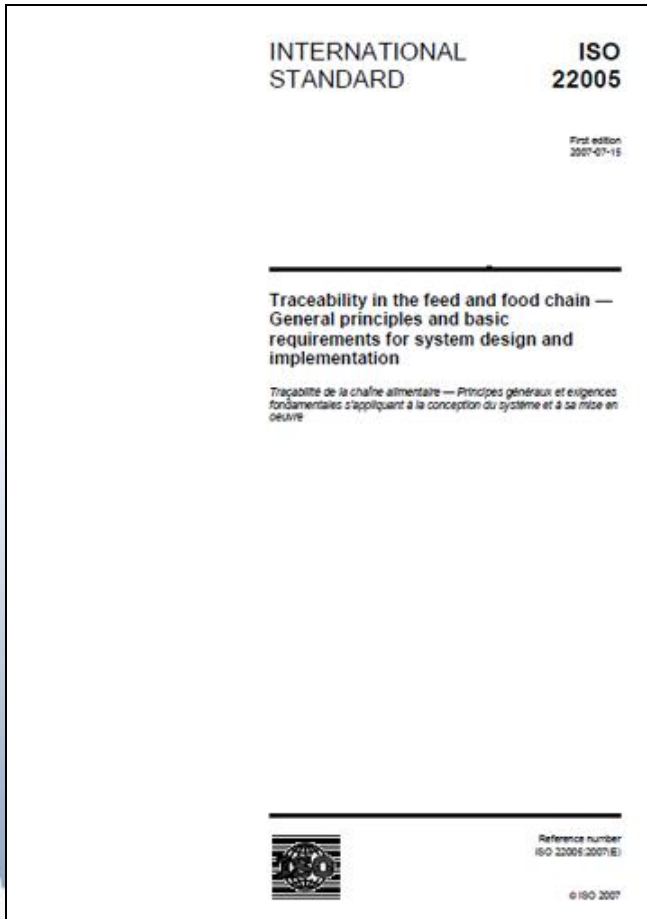 INTERNATIONAL
STANDARD
ISO
22005
First edition
2007-07-15
Traceability in the feed and food chain —
General principles and basic
requirements for system design and
implementation
Traçabilité de la chaîne alimentaire — Principes généraux et exigences
fondamentales s'appliquant à la conception du système et à sa mise en
oeuvre
ISO
Reference number
ISO 22005:2007(E)
© ISO 2007